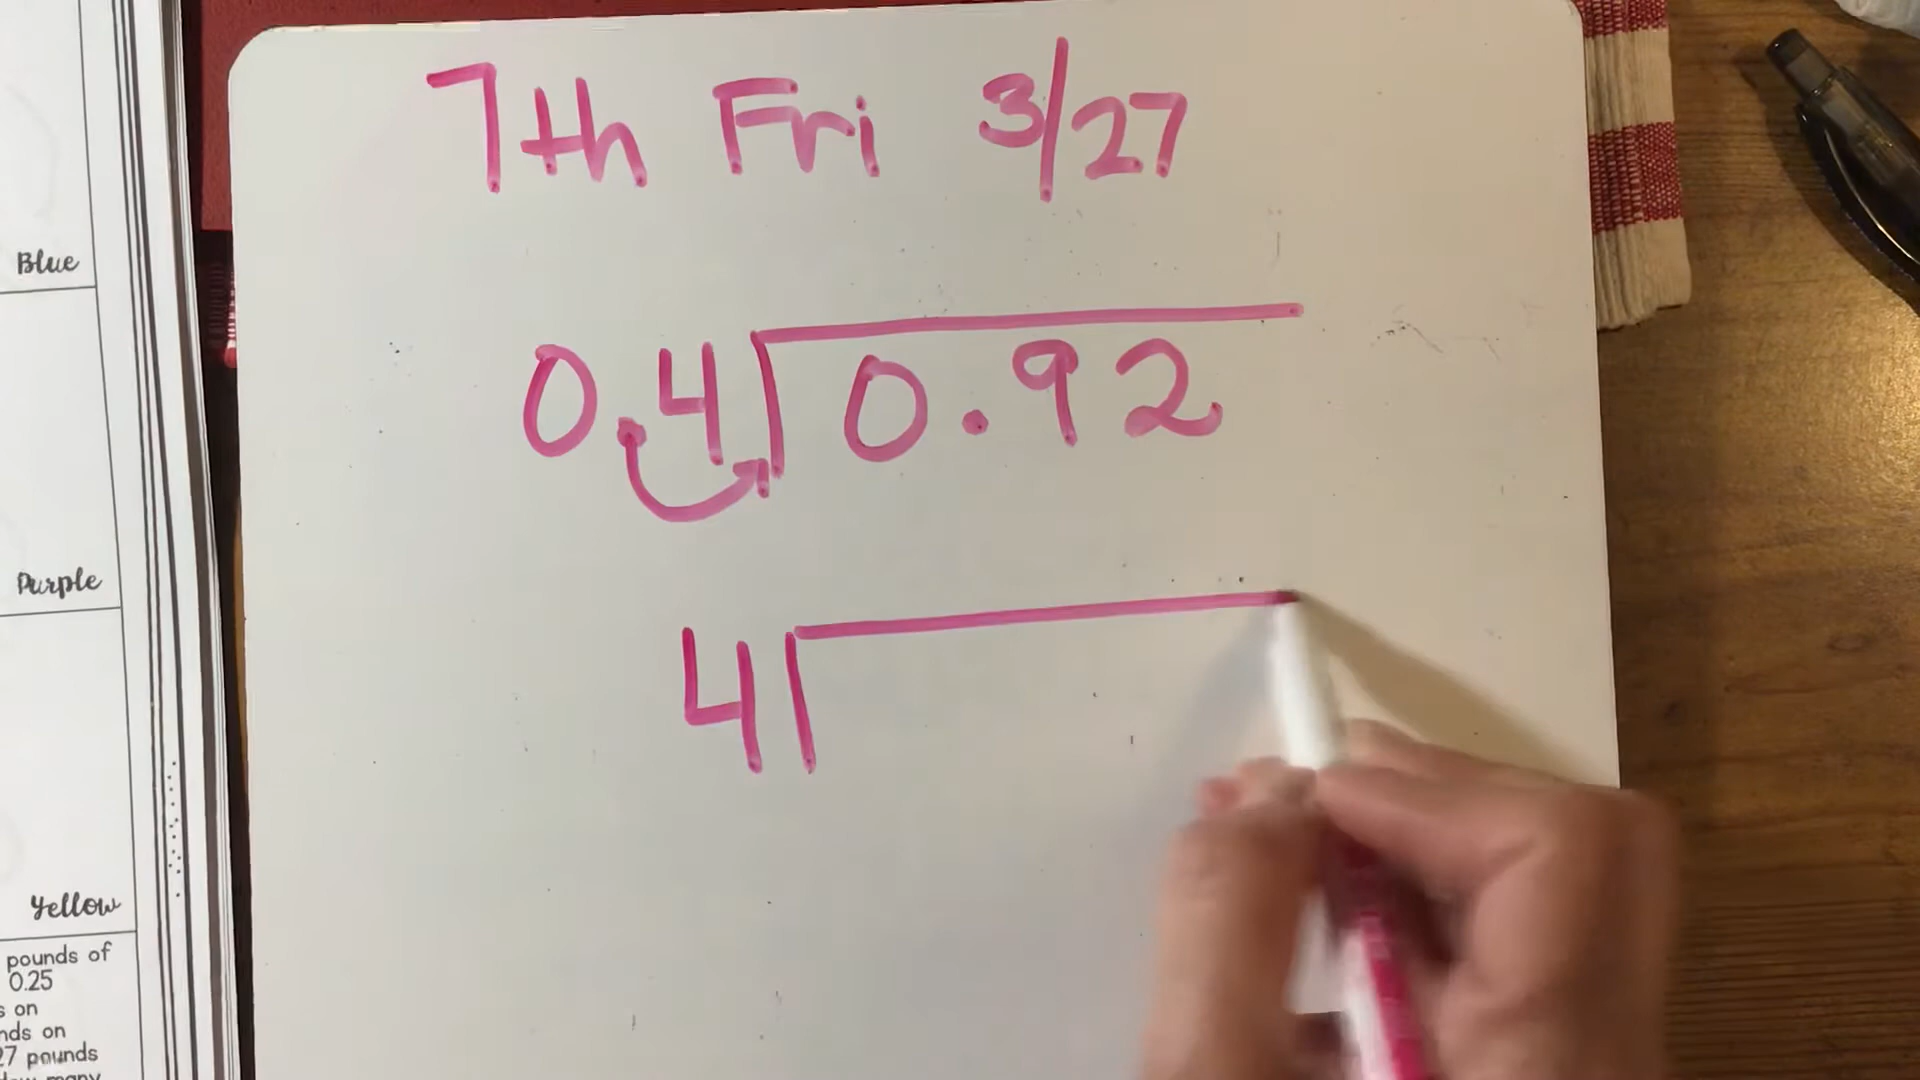 7th Fri 3/27
0.4 0.92
4
Blue
Purple
Yellow
pounds of
0.25
s on
nds on
27 pounds